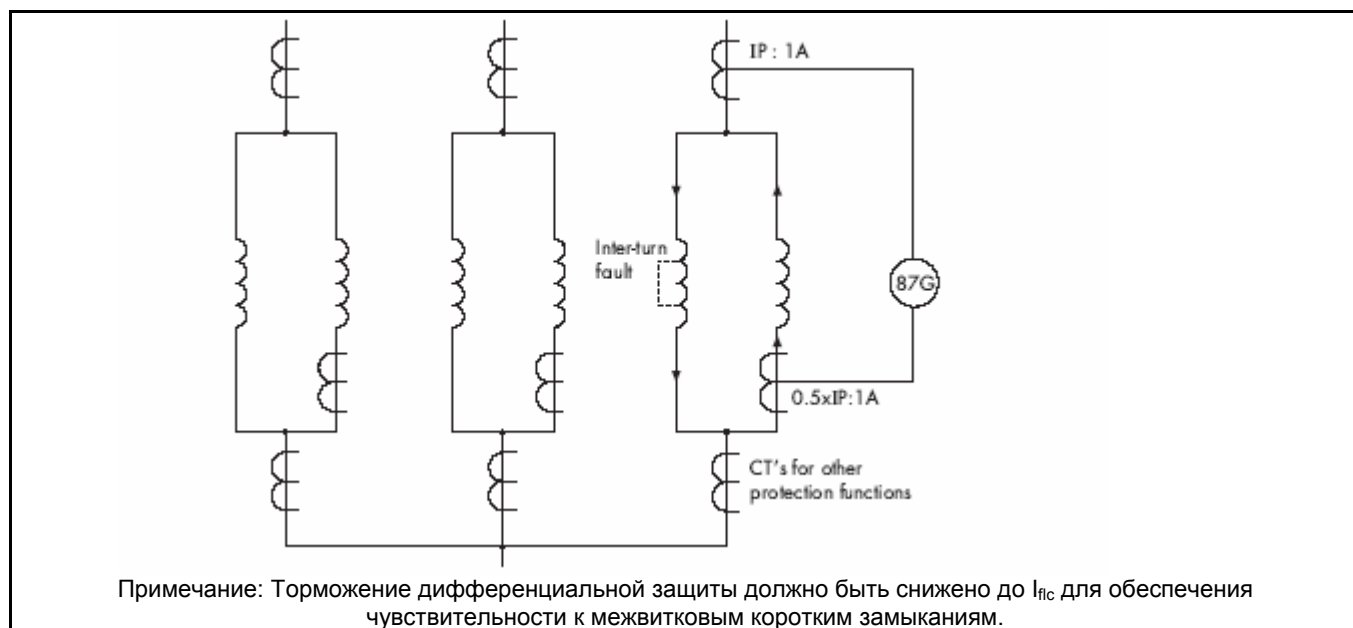 IP : 1A
Inter-turn
fault
87G
0.5xIP:1A
CT's for other
protection functions
Примечание: Торможение дифференциальной защиты должно быть снижено до Iflc для обеспечения
чувствительности к межвитковым коротким замыканиям.